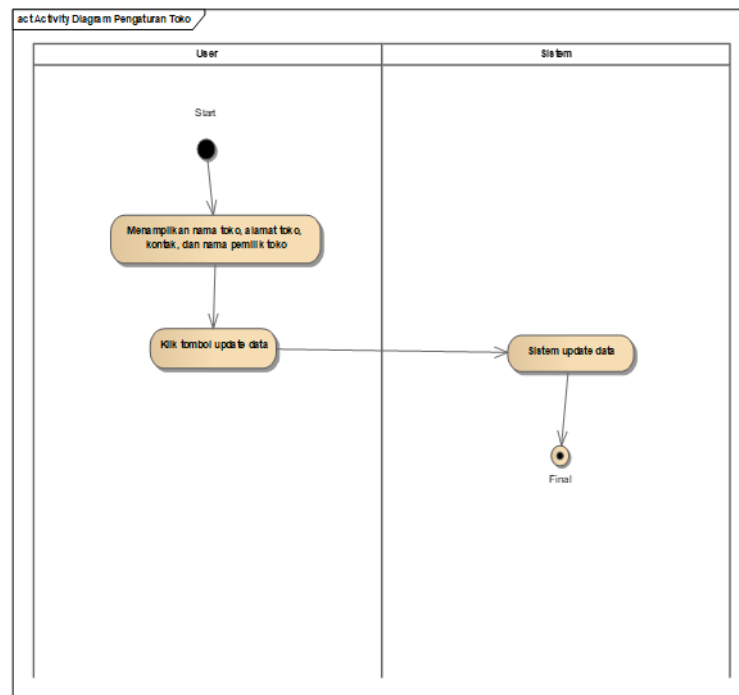 act Activity Diagram Pengaturan Toko
User
Sistem
Start
Menampilkan nama toko, alamat toko,
kontak, dan nama pemilik toko
Klik tombol update data
Sistem update data
Final